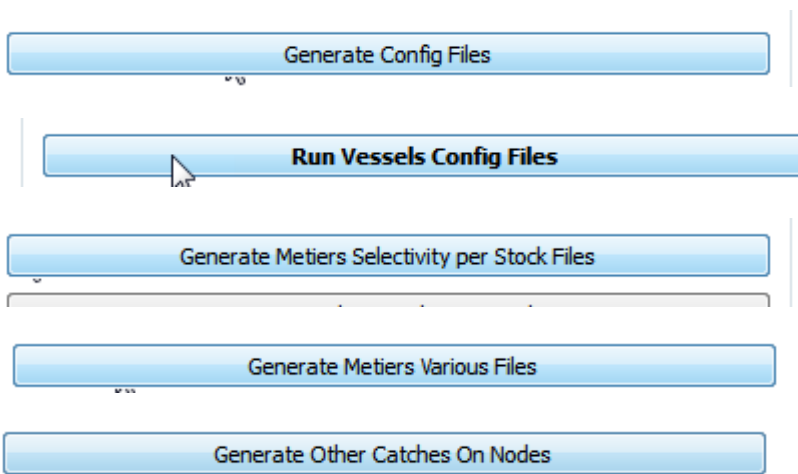 Generate Config Files
Run Vessels Config Files
Generate Metiers Selectivity per Stock Files
Generate Metiers Various Files
Generate Other Catches On Nodes